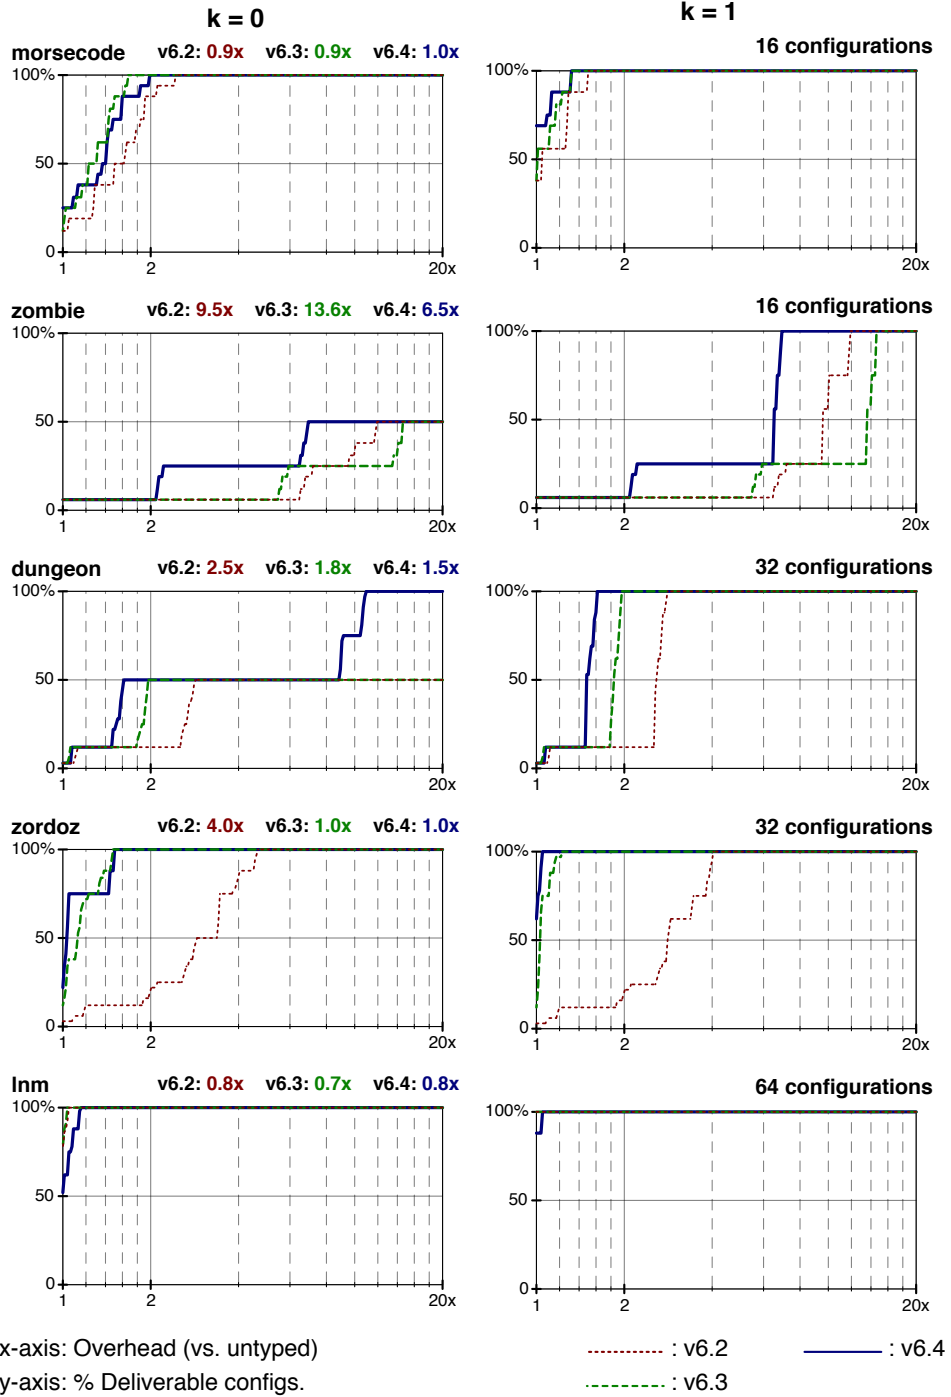 k = 0
k = 1
morsecode v6.2: 0.9x v6.3: 0.9x v6.4: 1.0x
16 configurations
100%
50
0
1 2 20x
100%
50
0
1 2 20x
zombie v6.2: 9.5x v6.3: 13.6x v6.4: 6.5x
16 configurations
100%
50
0
1 2 20x
100%
50
0
1 2 20x
dungeon v6.2: 2.5x v6.3: 1.8x v6.4: 1.5x
32 configurations
100%
50
0
1 2 20x
100%
50
0
1 2 20x
zordoz v6.2: 4.0x v6.3: 1.0x v6.4: 1.0x
32 configurations
100%
50
0
1 2 20x
100%
50
0
1 2 20x
lnm v6.2: 0.8x v6.3: 0.7x v6.4: 0.8x
64 configurations
100%
50
0
1 2 20x
100%
50
0
1 2 20x
x-axis: Overhead (vs. untyped)
y-axis: % Deliverable configs.
: v6.2 : v6.4
: v6.3